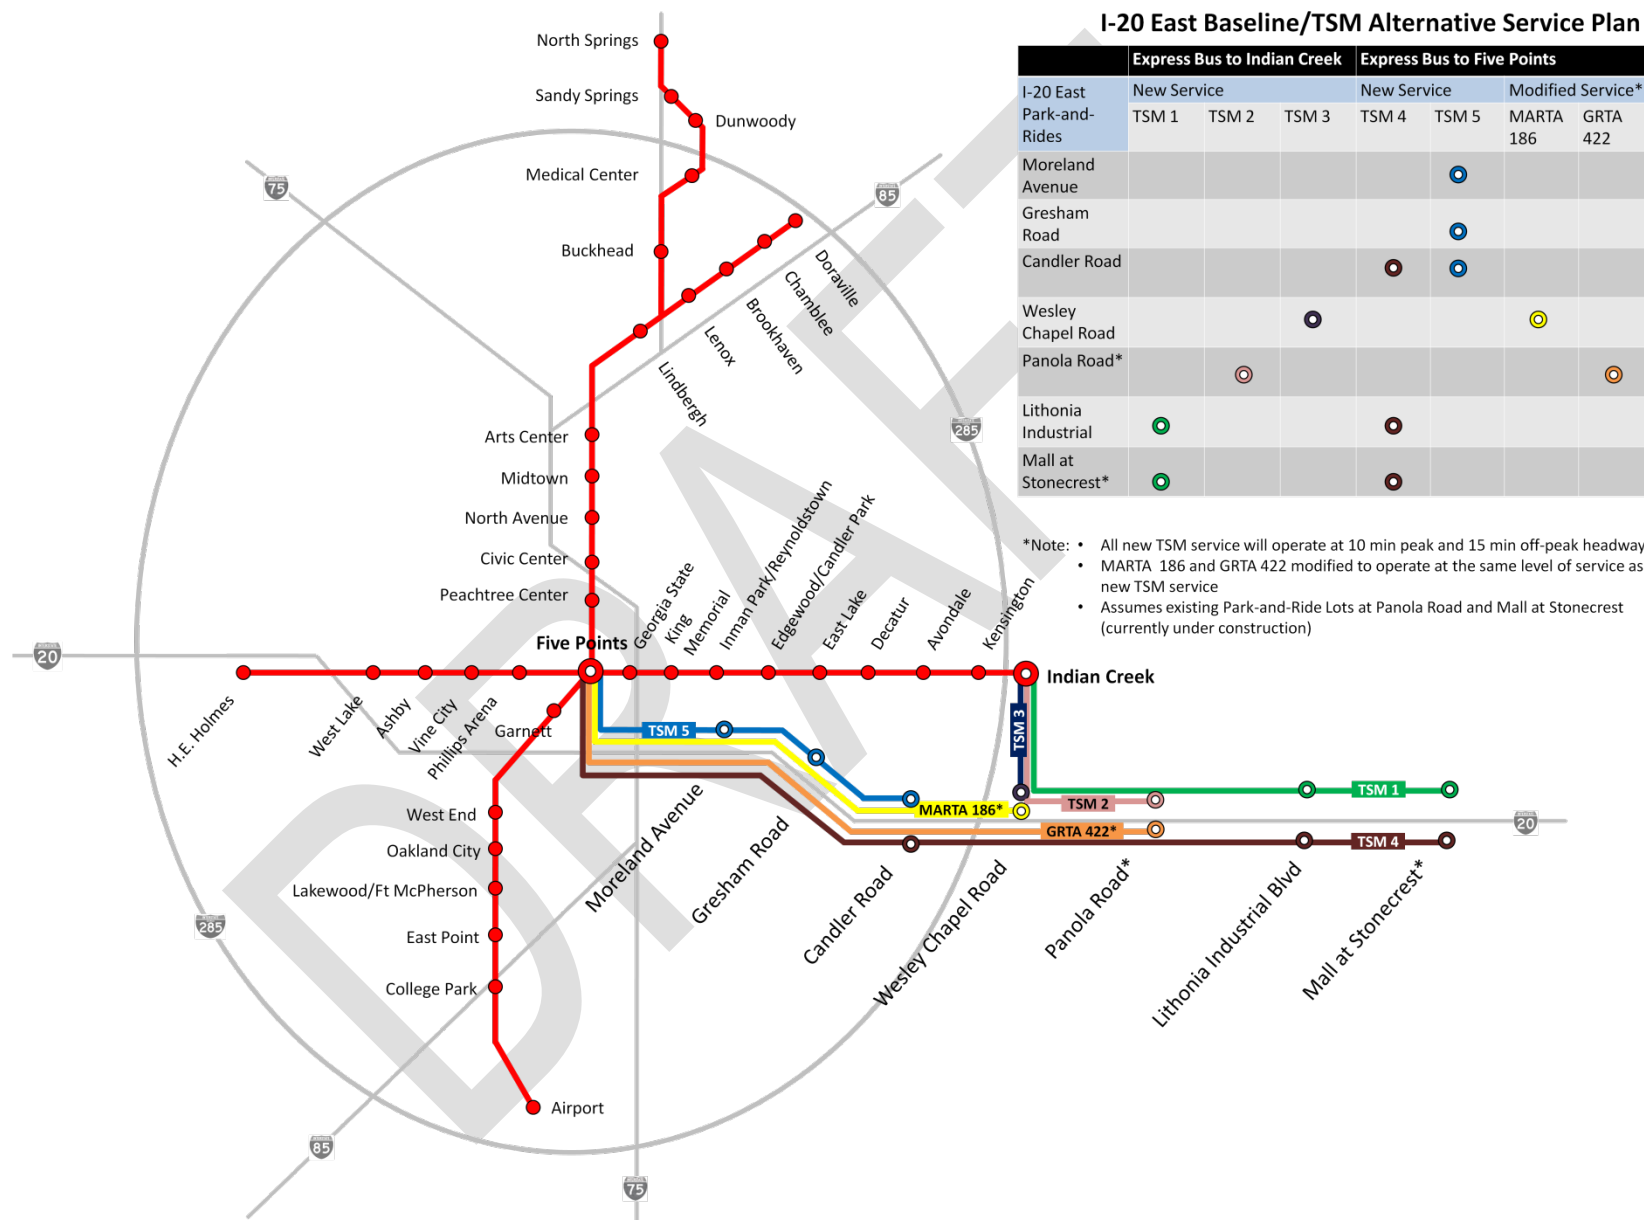 I-20 East Baseline/TSM Alternative Service Plan
Express Bus to Indian Creek
Express Bus to Five Points
I-20 East
Park-and-
Rides
New Service
New Service
Modified Service*
TSM 1
TSM 2
TSM 3
TSM 4
TSM 5
MARTA
186
GRTA
422
Moreland
Avenue
Gresham
Road
Candler Road
Wesley
Chapel Road
Panola Road*
Lithonia
Industrial
Mall at
Stonecrest*
*Note: • All new TSM service will operate at 10 min peak and 15 min off-peak headway
• MARTA 186 and GRTA 422 modified to operate at the same level of service as
new TSM service
• Assumes existing Park-and-Ride Lots at Panola Road and Mall at Stonecrest
(currently under construction)
DRAFT
North Springs
Sandy Springs
Dunwoody
Medical Center
75
85
Buckhead
Doraville
Chamblee
Brookhaven
Lenox
Lindbergh
285
Arts Center
Midtown
North Avenue
Civic Center
Peachtree Center
Five Points
Georgia State
King
Memorial
Inman Park/Reynoldstown
Edgewood/Candler Park
East Lake
Decatur
Avondale
Kensington
Indian Creek
20
H.E. Holmes
West Lake
Ashby
Vine City
Phillips Arena
Garnett
TSM 5
TSM 3
TSM 1
TSM 2
MARTA 186*
GRTA 422*
TSM 4
20
West End
Oakland City
Lakewood/Ft McPherson
East Point
College Park
Airport
Moreland Avenue
Gresham Road
Candler Road
Wesley Chapel Road
Panola Road*
Lithonia Industrial Blvd
Mall at Stonecrest*
285
85
75